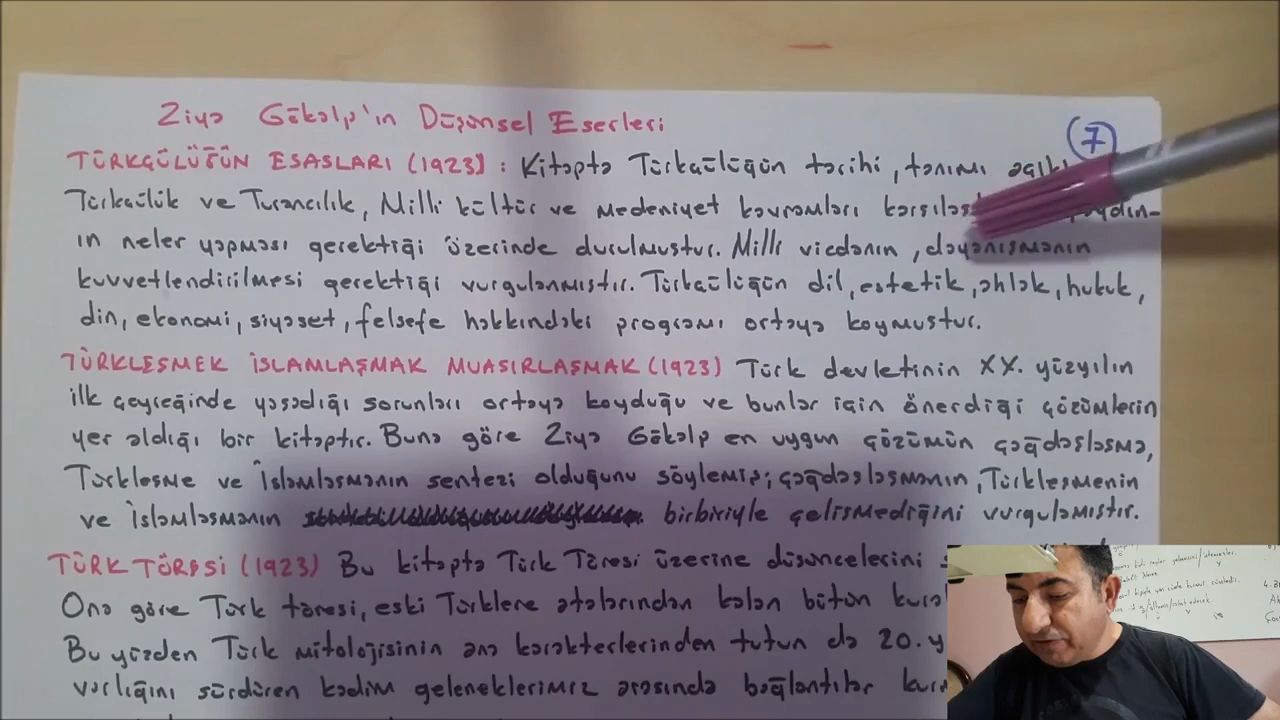 Ziya Gökalp'ın Düşünsel Eserleri
7
TÜRKÇÜLÜĞÜN ESASLARI (1923) : Kitapta Türkçülüğün tarihi, tanımı
Türkçülük ve Turancılık, Milli kültür ve medeniyet kavramları
ın neler yapması gerektiği üzerinde durulmuştur. Milli vicdanın, dayanışmanın
kuvvetlendirilmesi gerektiği vurgulanmıştır. Türkçülüğün dil, estetik, ahlak, hukuk,
din, ekonomi, siyaset, felsefe hakkındaki programı ortaya koymuştur.
TÜRKLEŞMEK İSLAMLAŞMAK MUASIRLAŞMAK (1923) Türk devletinin XX. yüzyılın
ilk çeyreğinde yaşadığı sorunları ortaya koyduğu ve bunlar için önerdiği çözümlerin
yer aldığı bir kitaptır. Buna göre Ziya Gökalp en uygun çözümün çağdaşlaşma,
Türkleşme ve İslamlaşmanın sentezi olduğunu söylemiş; çağdaşlaşmanın, Türkleşmenin
ve İslamlaşmanın birbiriyle çelişmediğini vurgulamıştır.
TÜRK TÖRESİ (1923) Bu kitapta Türk Töresi üzerine düşüncelerini
Ona göre Türk töresi, eski Türklere atalarından kalan bütün
Bu yüzden Türk mitolojisinin ana karakterlerinden tutun da 20.
varlığını sürdüren kadim geleneklerimiz arasında bağlantılar